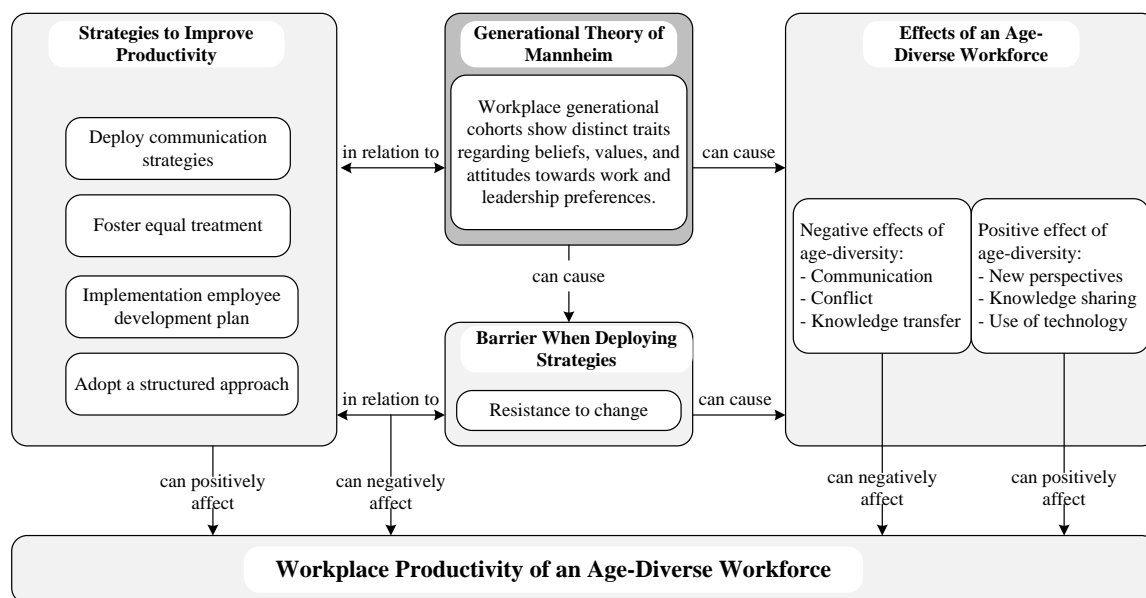 Strategies to Improve
Productivity
Deploy communication
strategies
Foster equal treatment
Implementation employee
development plan
Adopt a structured approach
in relation to
in relation to
Generational Theory of
Mannheim
Workplace generational
cohorts show distinct traits
regarding beliefs, values, and
attitudes towards work and
leadership preferences.
can cause
Barrier When Deploying
Strategies
Resistance to change
can cause
can cause
Effects of an Age-
Diverse Workforce
Negative effects of
age-diversity:
- Communication
- Conflict
- Knowledge transfer
Positive effect of
age-diversity:
- New perspectives
- Knowledge sharing
- Use of technology
can positively
affect
can negatively
affect
can negatively
affect
can positively
affect
Workplace Productivity of an Age-Diverse Workforce